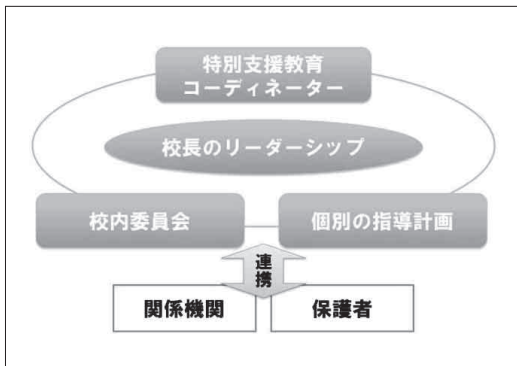 特別支援教育
コーディネーター
校長のリーダーシップ
校内委員会
個別の指導計画
連
携
関係機関
保護者